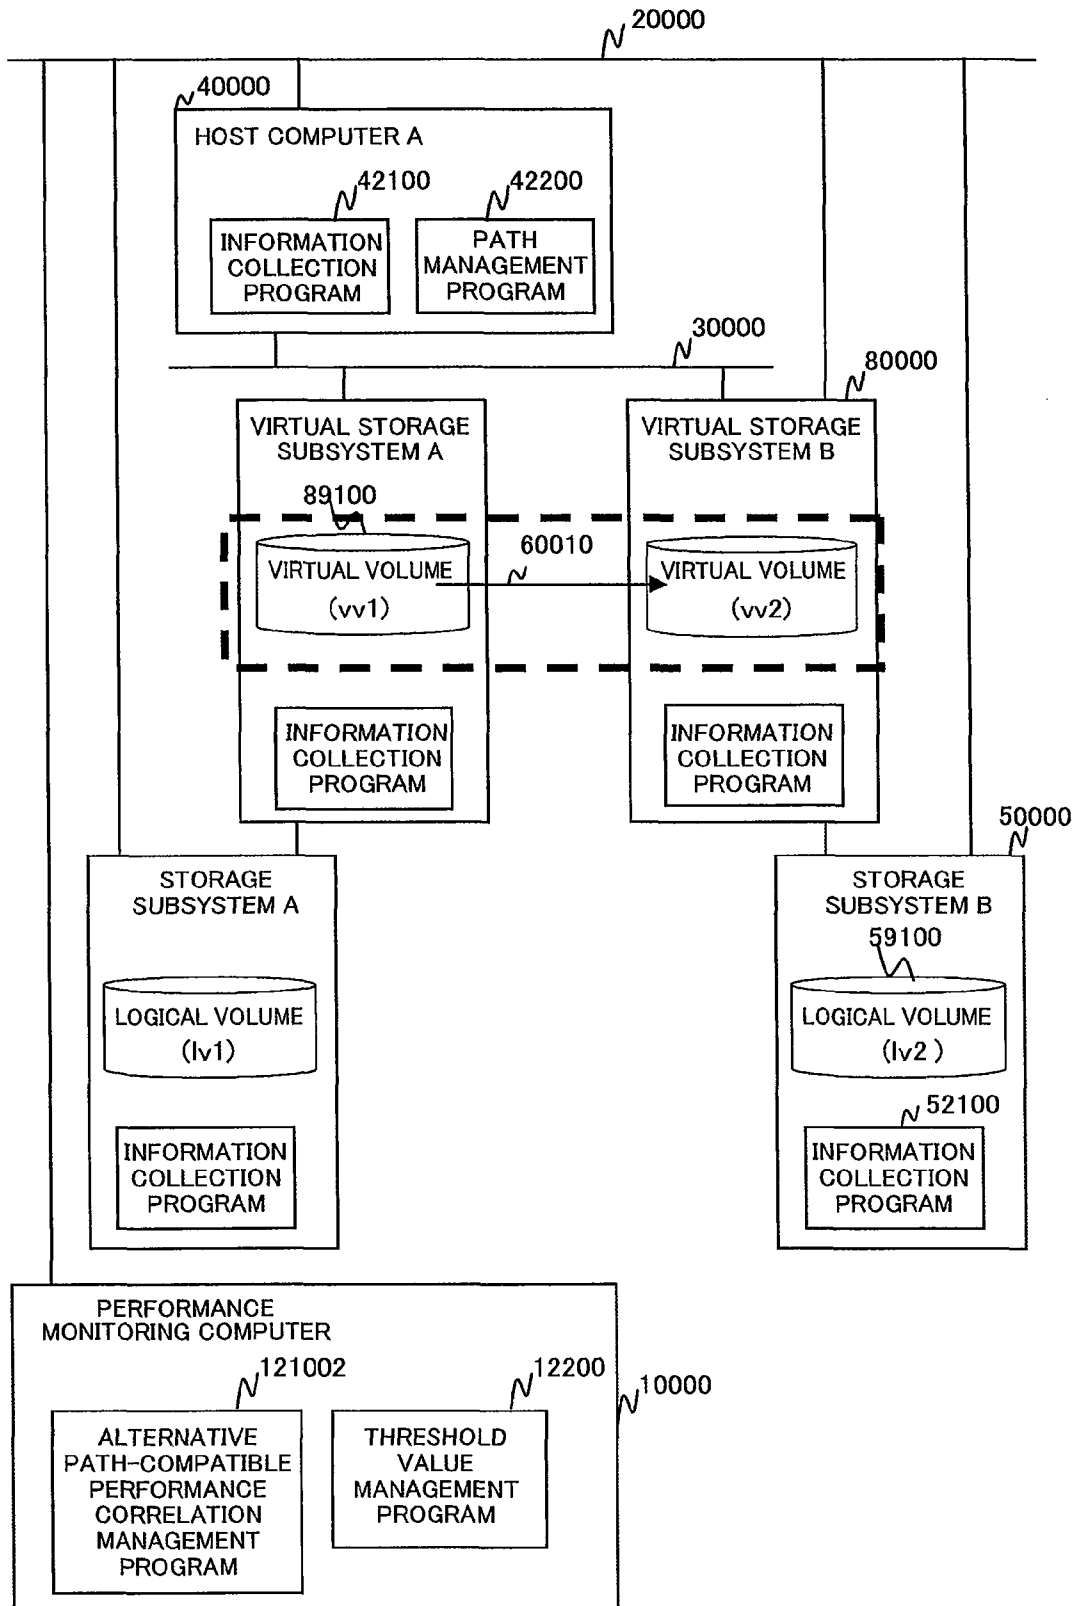 20000
40000
HOST COMPUTER A
42100
42200
INFORMATION
COLLECTION
PROGRAM
PATH
MANAGEMENT
PROGRAM
30000
80000
VIRTUAL STORAGE
SUBSYSTEM A
VIRTUAL STORAGE
SUBSYSTEM B
89100
60010
VIRTUAL VOLUME
(vv1)
VIRTUAL VOLUME
(vv2)
INFORMATION
COLLECTION
PROGRAM
INFORMATION
COLLECTION
PROGRAM
50000
STORAGE
SUBSYSTEM A
STORAGE
SUBSYSTEM B
59100
LOGICAL VOLUME
(lv1)
LOGICAL VOLUME
(lv2)
52100
INFORMATION
COLLECTION
PROGRAM
INFORMATION
COLLECTION
PROGRAM
PERFORMANCE
MONITORING COMPUTER
121002
12200
10000
ALTERNATIVE
PATH-COMPATIBLE
PERFORMANCE
CORRELATION
MANAGEMENT
PROGRAM
THRESHOLD
VALUE
MANAGEMENT
PROGRAM